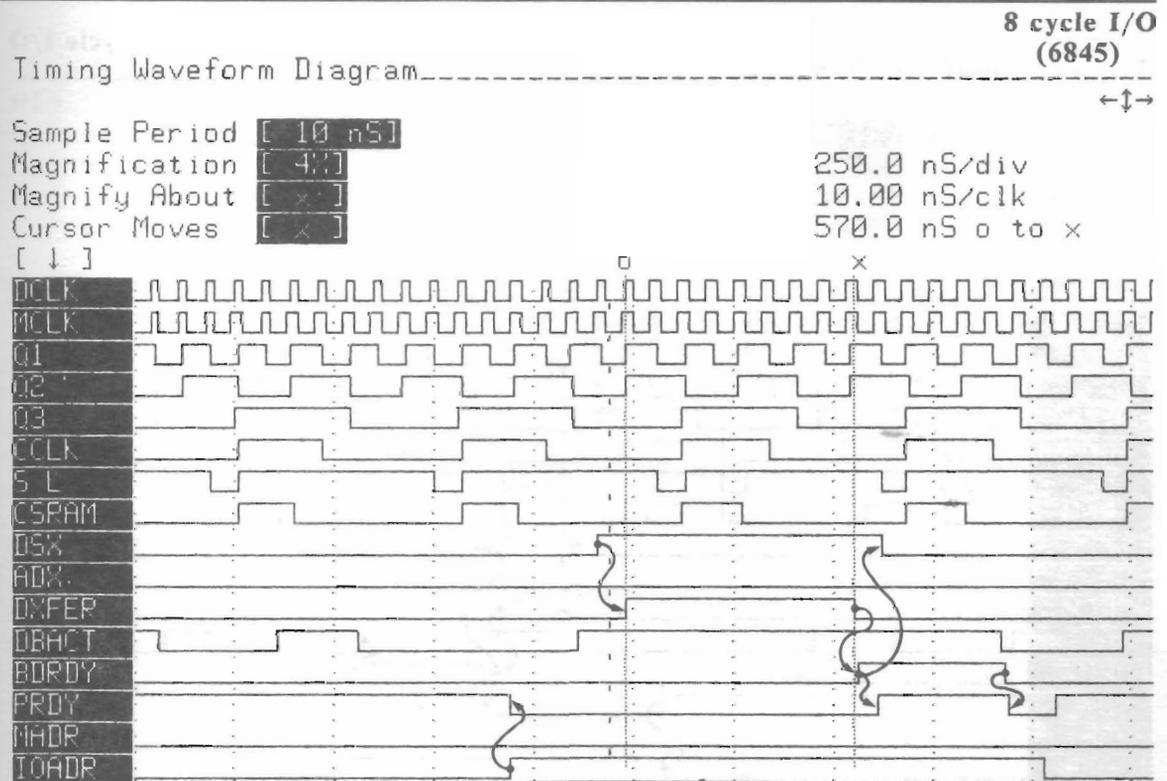 8 cycle I/O
(6845)
Timing Waveform Diagram
←↕→
Sample Period [ 10 nS]
Magnification [ 4X]
Magnify About [ x ]
Cursor Moves [ x ]
250.0 nS/div
10.00 nS/clk
570.0 nS o to x
[ ↓ ]
o x
DCLK
MCLK
Q1
Q2
Q3
CCLK
S L
CSRAM
DSX
ADX
DXFER
DBACT
BDRDY
PRDY
MADR
IOADR